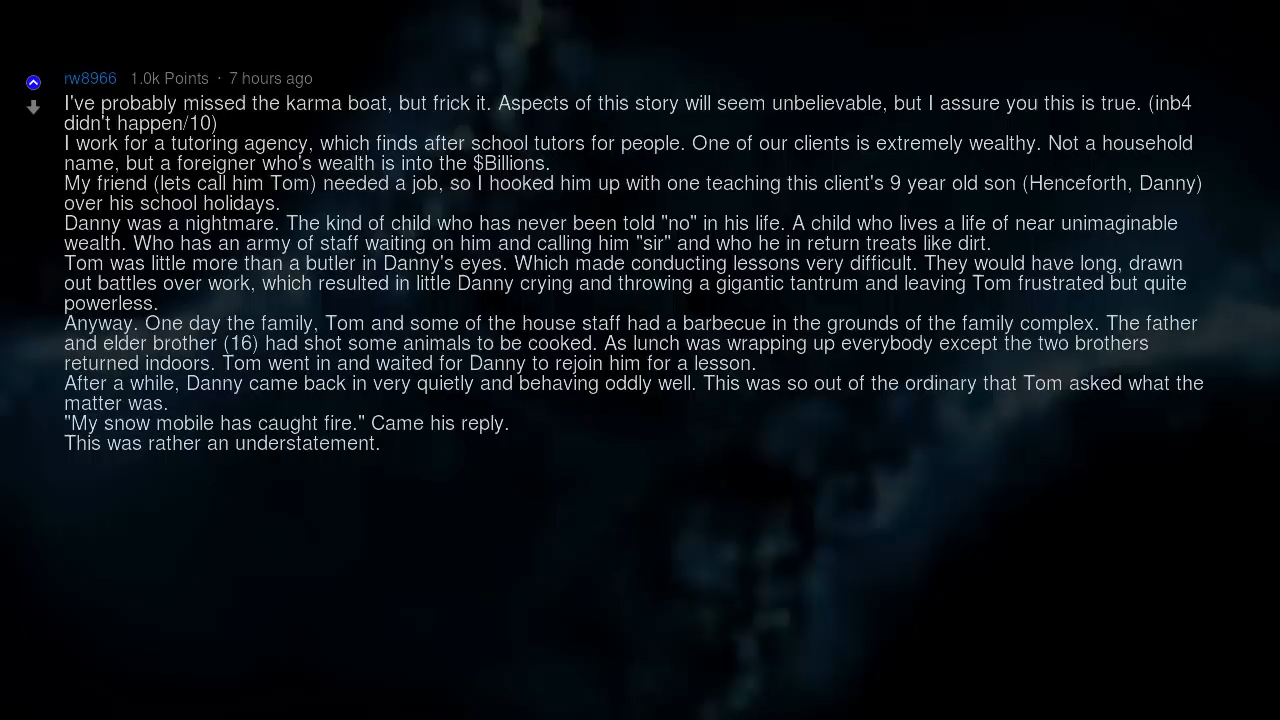 rw8966 1.0k Points · 7 hours ago
I've probably missed the karma boat, but frick it. Aspects of this story will seem unbelievable, but I assure you this is true. (inb4
didn't happen/10)
I work for a tutoring agency, which finds after school tutors for people. One of our clients is extremely wealthy. Not a household
name, but a foreigner who's wealth is into the $Billions.
My friend (lets call him Tom) needed a job, so I hooked him up with one teaching this client's 9 year old son (Henceforth, Danny)
over his school holidays.
Danny was a nightmare. The kind of child who has never been told "no" in his life. A child who lives a life of near unimaginable
wealth. Who has an army of staff waiting on him and calling him "sir" and who he in return treats like dirt.
Tom was little more than a butler in Danny's eyes. Which made conducting lessons very difficult. They would have long, drawn
out battles over work, which resulted in little Danny crying and throwing a gigantic tantrum and leaving Tom frustrated but quite
powerless.
Anyway. One day the family, Tom and some of the house staff had a barbecue in the grounds of the family complex. The father
and elder brother (16) had shot some animals to be cooked. As lunch was wrapping up everybody except the two brothers
returned indoors. Tom went in and waited for Danny to rejoin him for a lesson.
After a while, Danny came back in very quietly and behaving oddly well. This was so out of the ordinary that Tom asked what the
matter was.
"My snow mobile has caught fire." Came his reply.
This was rather an understatement.